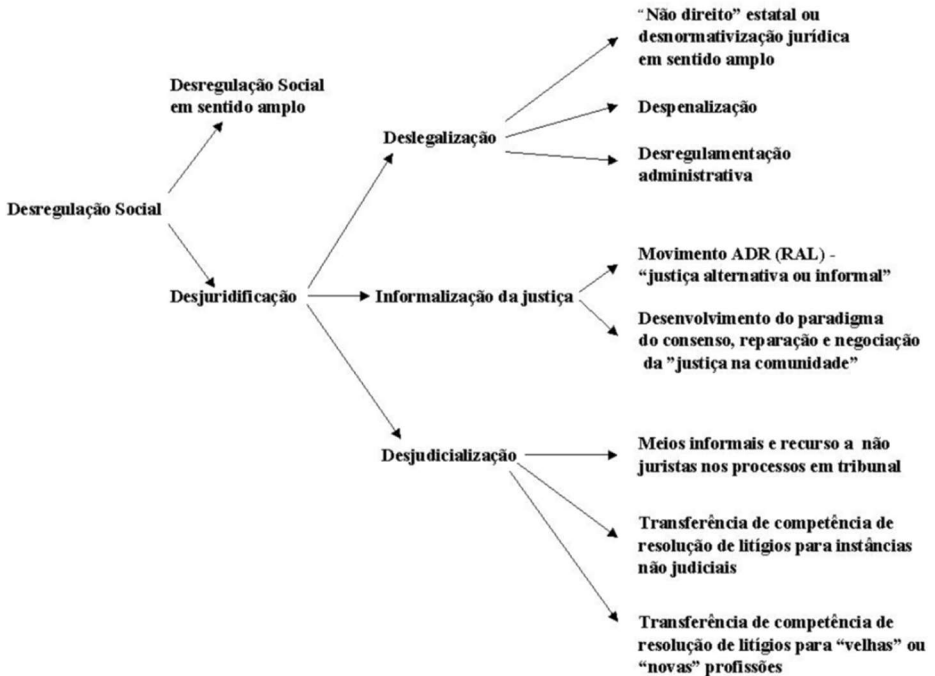 “Não direito” estatal ou
desnormativização jurídica
em sentido amplo
Desregulação Social
em sentido amplo
Despenalização
Deslegalização
Desregulamentação
administrativa
Desregulação Social
Movimento ADR (RAL) -
“justiça alternativa ou informal”
Desjuridificação
Informalização da justiça
Desenvolvimento do paradigma
do consenso, reparação e negociação
da ”justiça na comunidade”
Desjudicialização
Meios informais e recurso a não
juristas nos processos em tribunal
Transferência de competência de
resolução de litígios para instâncias
não judiciais
Transferência de competência de
resolução de litígios para “velhas” ou
“novas” profissões